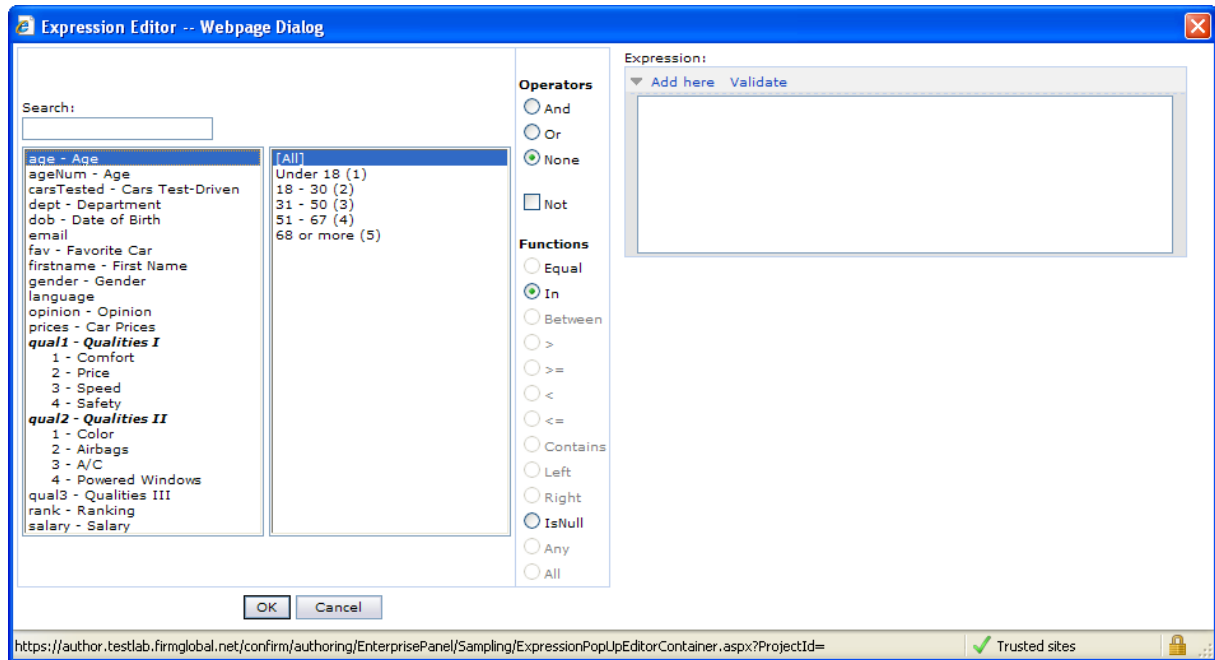 Expression Editor -- Webpage Dialog
Search:
age - Age
ageNum - Age
carsTested - Cars Test-Driven
dept - Department
dob - Date of Birth
email
fav - Favorite Car
firstname - First Name
gender - Gender
language
opinion - Opinion
prices - Car Prices
qual1 - Qualities I
1 - Comfort
2 - Price
3 - Speed
4 - Safety
qual2 - Qualities II
1 - Color
2 - Airbags
3 - A/C
4 - Powered Windows
qual3 - Qualities III
rank - Ranking
salary - Salary
[All]
Under 18 (1)
18 - 30 (2)
31 - 50 (3)
51 - 67 (4)
68 or more (5)
Operators
And
Or
None
Not
Functions
Equal
In
Between
>
>=
<
<=
Contains
Left
Right
IsNull
Any
All
Expression:
Add here Validate
OK Cancel
https://author.testlab.firmglobal.net/confirm/authoring/EnterprisePanel/Sampling/ExpressionPopUpEditorContainer.aspx?ProjectId= Trusted sites